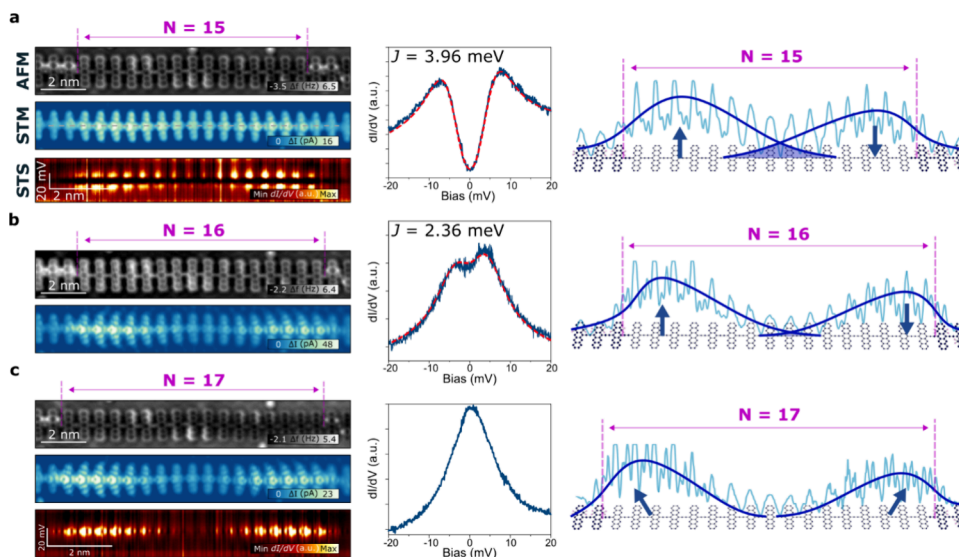 a
N = 15
AFM
2 nm
-3.5 Δf (Hz) 6.5
STM
0 ΔI (pA) 16
STS
20 mV
2 nm
Min dI/dV (a.u.) Max
J = 3.96 meV
dI/dV (a.u.)
-20 -10 0 10 20
Bias (mV)
N = 15
b
N = 16
2 nm
-2.2 Δf (Hz) 6.4
0 ΔI (pA) 48
J = 2.36 meV
dI/dV (a.u.)
-20 -10 0 10 20
Bias (mV)
N = 16
c
N = 17
2 nm
-2.1 Δf (Hz) 5.4
0 ΔI (pA) 23
20 mV
2 nm
Min dI/dV (a.u.) Max
dI/dV (a.u.)
-20 -10 0 10 20
Bias (mV)
N = 17